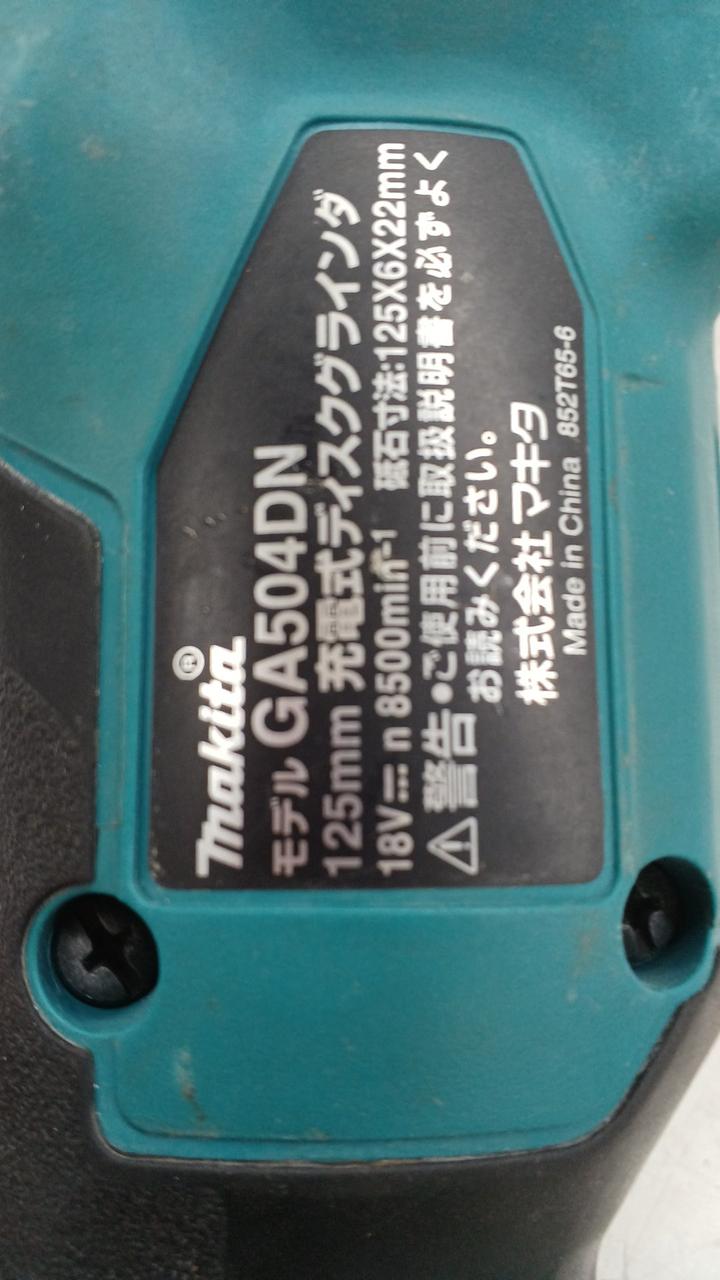 makita®
モデル GA504DN
125mm 充電式ディスクグラインダ
18V⎓ n 8500min⁻¹ 砥石寸法:125X6X22mm
⚠警告 •ご使用前に取扱説明書を必ずよく
お読みください。
株式会社 マキタ
Made in China 852T65-6